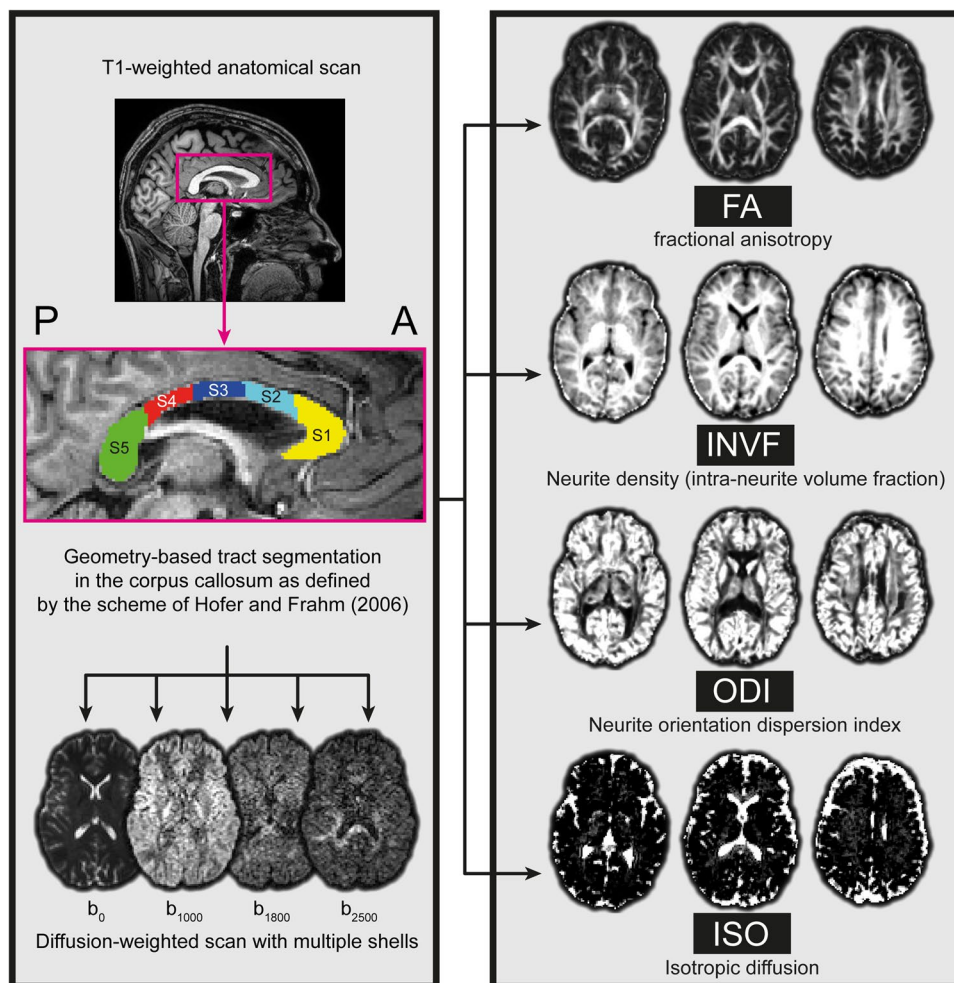 T1-weighted anatomical scan
P
A
S4
S3
S2
S1
S5
Geometry-based tract segmentation
in the corpus callosum as defined
by the scheme of Hofer and Frahm (2006)
b0
b1000
b1800
b2500
Diffusion-weighted scan with multiple shells
FA
fractional anisotropy
INVF
Neurite density (intra-neurite volume fraction)
ODI
Neurite orientation dispersion index
ISO
Isotropic diffusion